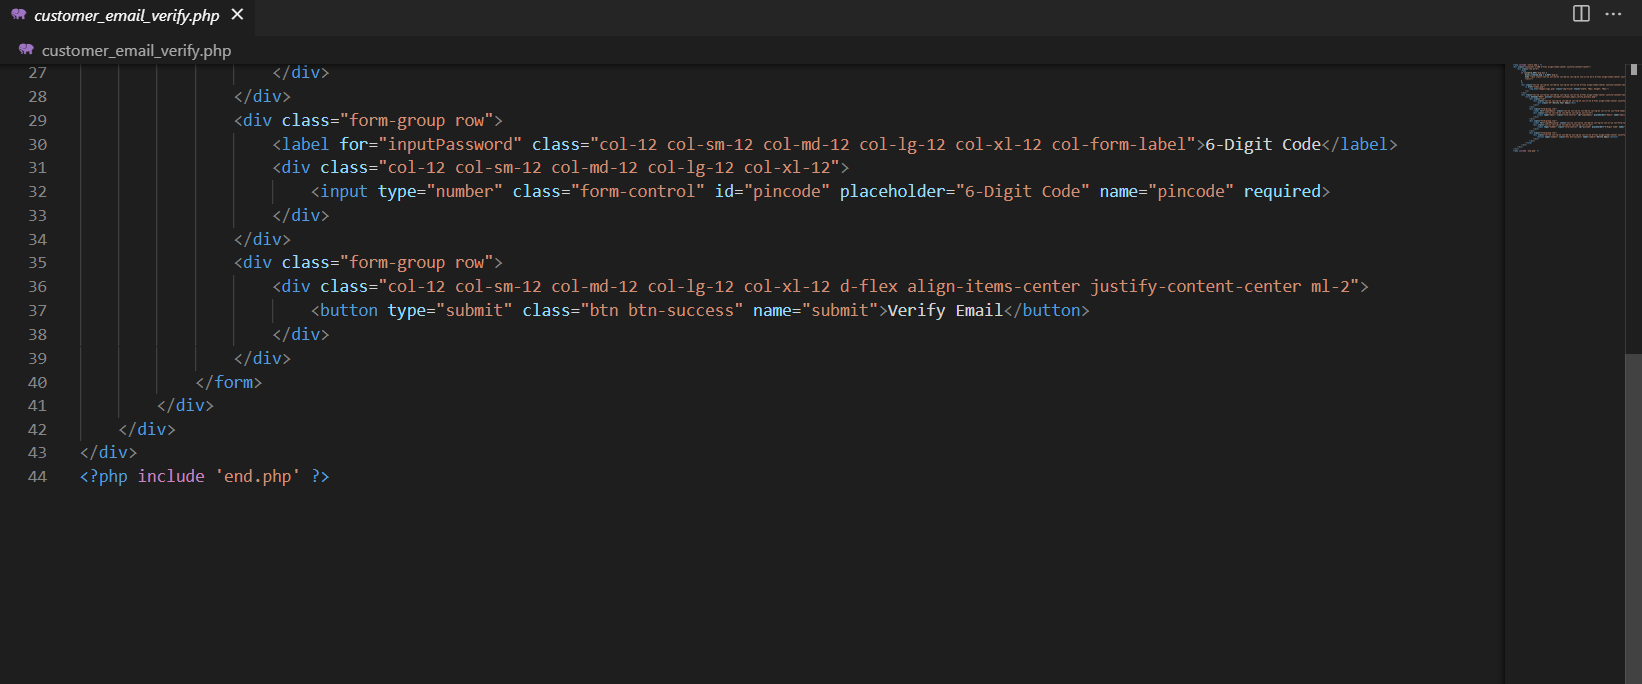 customer_email_verify.php
customer_email_verify.php
27 </div>
28 </div>
29 <div class="form-group row">
30 <label for="inputPassword" class="col-12 col-sm-12 col-md-12 col-lg-12 col-xl-12 col-form-label">6-Digit Code</label>
31 <div class="col-12 col-sm-12 col-md-12 col-lg-12 col-xl-12">
32 <input type="number" class="form-control" id="pincode" placeholder="6-Digit Code" name="pincode" required>
33 </div>
34 </div>
35 <div class="form-group row">
36 <div class="col-12 col-sm-12 col-md-12 col-lg-12 col-xl-12 d-flex align-items-center justify-content-center ml-2">
37 <button type="submit" class="btn btn-success" name="submit">Verify Email</button>
38 </div>
39 </div>
40 </form>
41 </div>
42 </div>
43 </div>
44 <?php include 'end.php' ?>